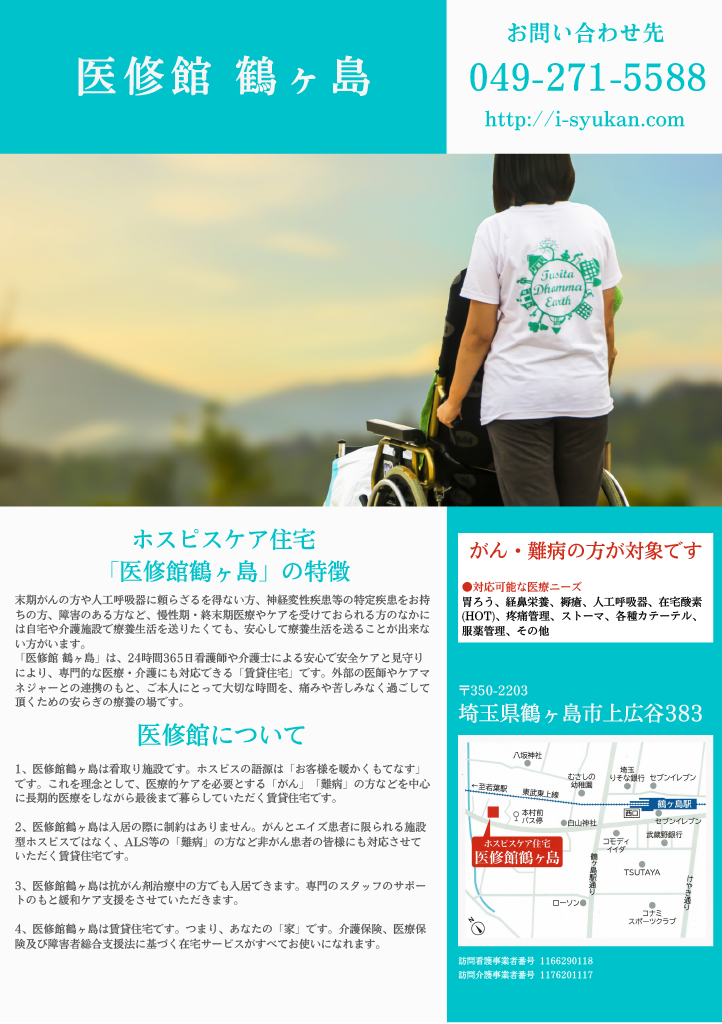 医修館 鶴ヶ島
お問い合わせ先
049-271-5588
http://i-syukan.com
Tusita
Dhamma
Earth
ホスピスケア住宅
「医修館鶴ヶ島」の特徴
末期がんの方や人工呼吸器に頼らざるを得ない方、神経変性疾患等の特定疾患をお持
ちの方、障害のある方など、慢性期・終末期医療やケアを受けておられる方のなかに
は自宅や介護施設で療養生活を送りたくても、安心して療養生活を送ることが出来な
い方がいます。
「医修館 鶴ヶ島」は、24時間365日看護師や介護士による安心で安全ケアと見守り
により、専門的な医療・介護にも対応できる「賃貸住宅」です。外部の医師やケアマ
ネジャーとの連携のもと、ご本人にとって大切な時間を、痛みや苦しみなく過ごして
頂くための安らぎの療養の場です。
医修館について
1、医修館鶴ヶ島は看取り施設です。ホスピスの語源は「お客様を暖かくもてなす」
です。これを理念として、医療的ケアを必要とする「がん」「難病」の方などを中心
に長期的医療をしながら最後まで暮らしていただく賃貸住宅です。
2、医修館鶴ヶ島は入居の際に制約はありません。がんとエイズ患者に限られる施設
型ホスピスではなく、ALS等の「難病」の方など非がん患者の皆様にも対応させて
いただく賃貸住宅です。
3、医修館鶴ヶ島は抗がん剤治療中の方でも入居できます。専門のスタッフのサポー
トのもと緩和ケア支援をさせていただきます。
4、医修館鶴ヶ島は賃貸住宅です。つまり、あなたの「家」です。介護保険、医療保
険及び障害者総合支援法に基づく在宅サービスがすべてお使いになれます。
がん・難病の方が対象です
●対応可能な医療ニーズ
胃ろう、経鼻栄養、褥瘡、人工呼吸器、在宅酸素
(HOT)、疼痛管理、ストーマ、各種カテーテル、
服薬管理、その他
〒350-2203
埼玉県鶴ヶ島市上広谷383
八坂神社
←至若葉駅
東武東上線
むさしの
幼稚園
埼玉
りそな銀行
セブンイレブン
鶴ヶ島駅
西口
本村前
バス停
白山神社
セブンイレブン
コモディ
イイダ
武蔵野銀行
ホスピスケア住宅
医修館鶴ヶ島
鶴ヶ島駅通り
TSUTAYA
けやき通り
ローソン
コナミ
スポーツクラブ
N
訪問看護事業者番号 1166290118
訪問介護事業者番号 1176201117